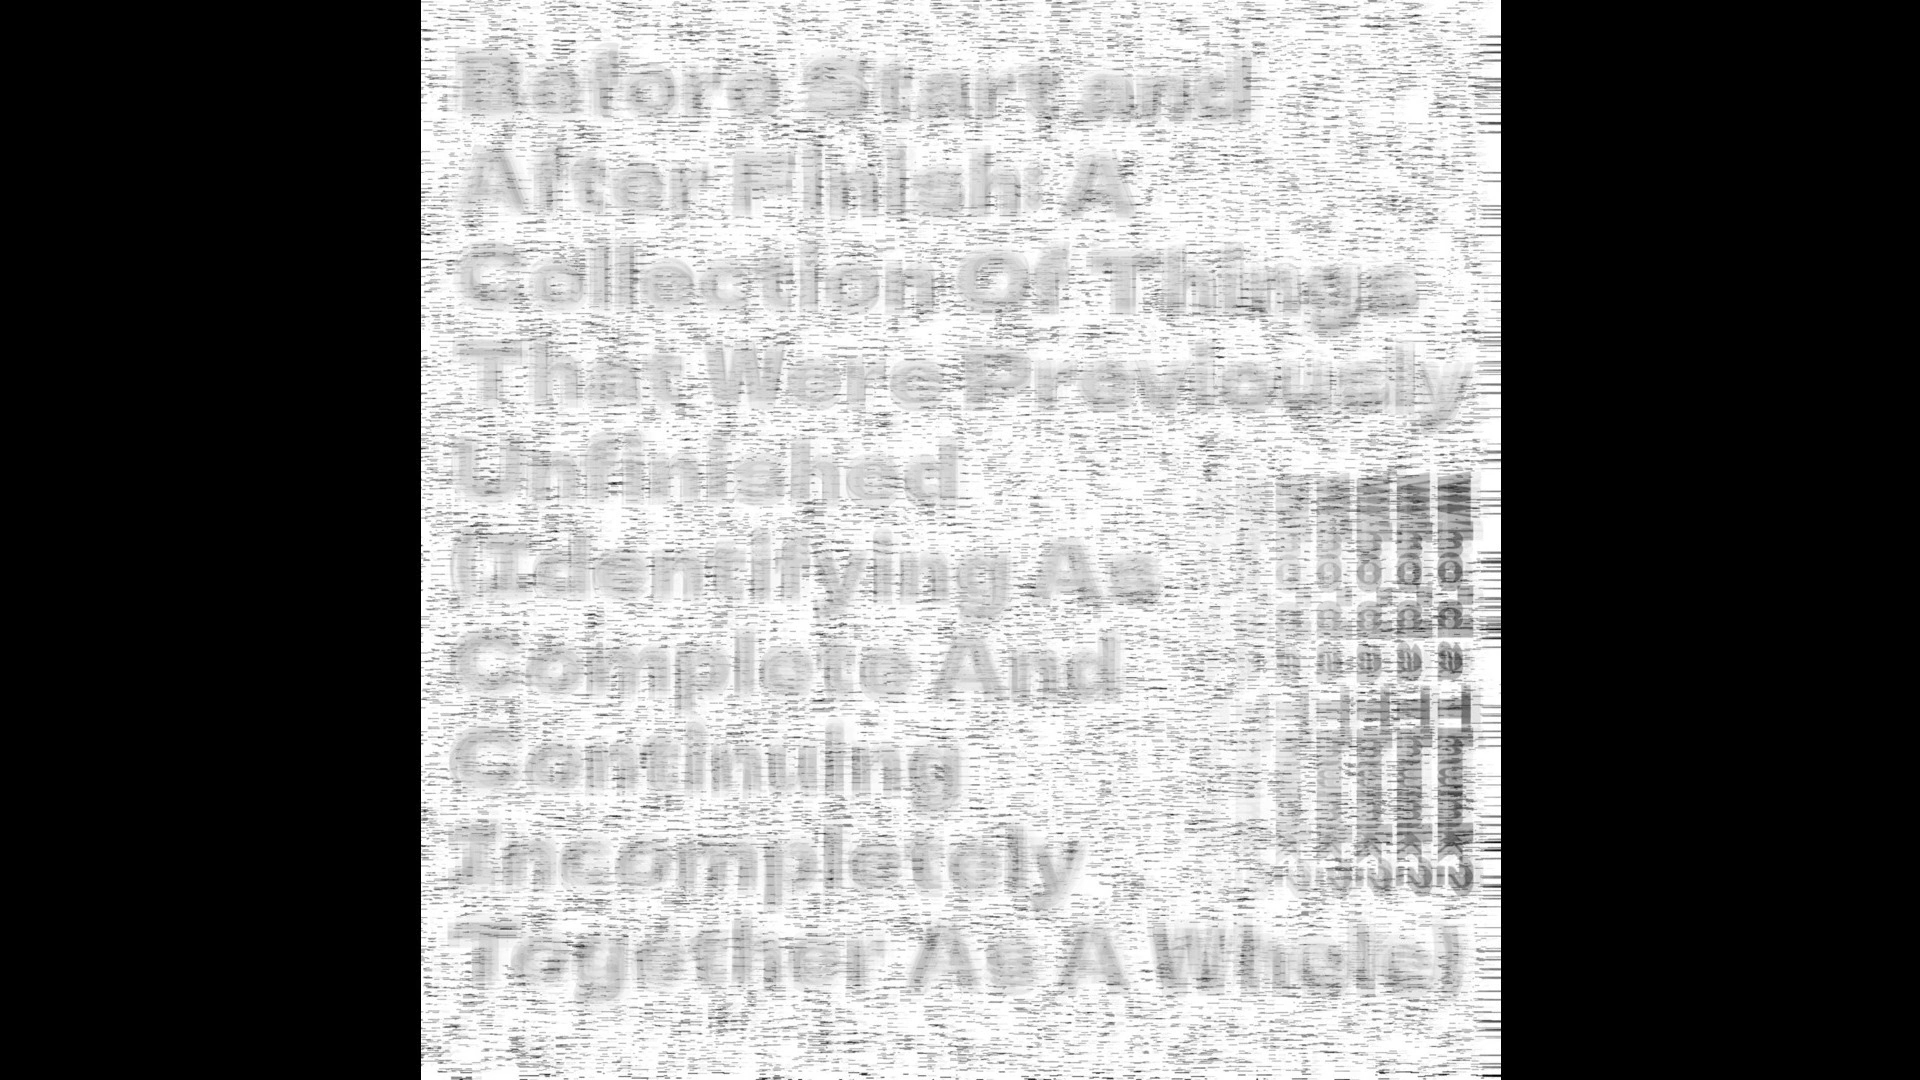 Before Start and
After Finish: A
Collection Of Things
That Were Previously
Unfinished
(Identifying As
Complete And
Continuing
Incompletely
Together As A Whole)